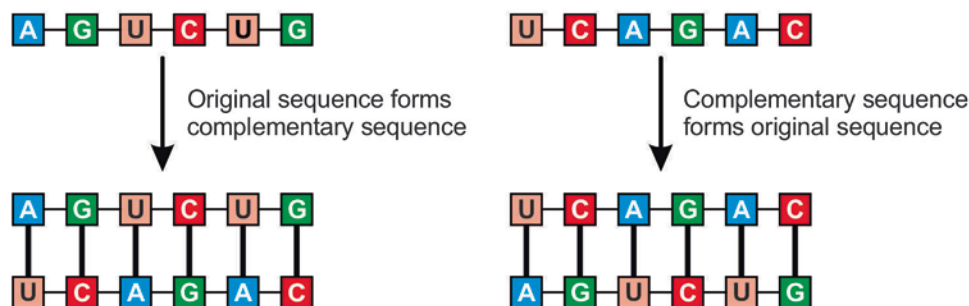 A G U C U G
U C A G A C
Original sequence forms
complementary sequence
Complementary sequence
forms original sequence
A G U C U G
U C A G A C
U C A G A C
A G U C U G